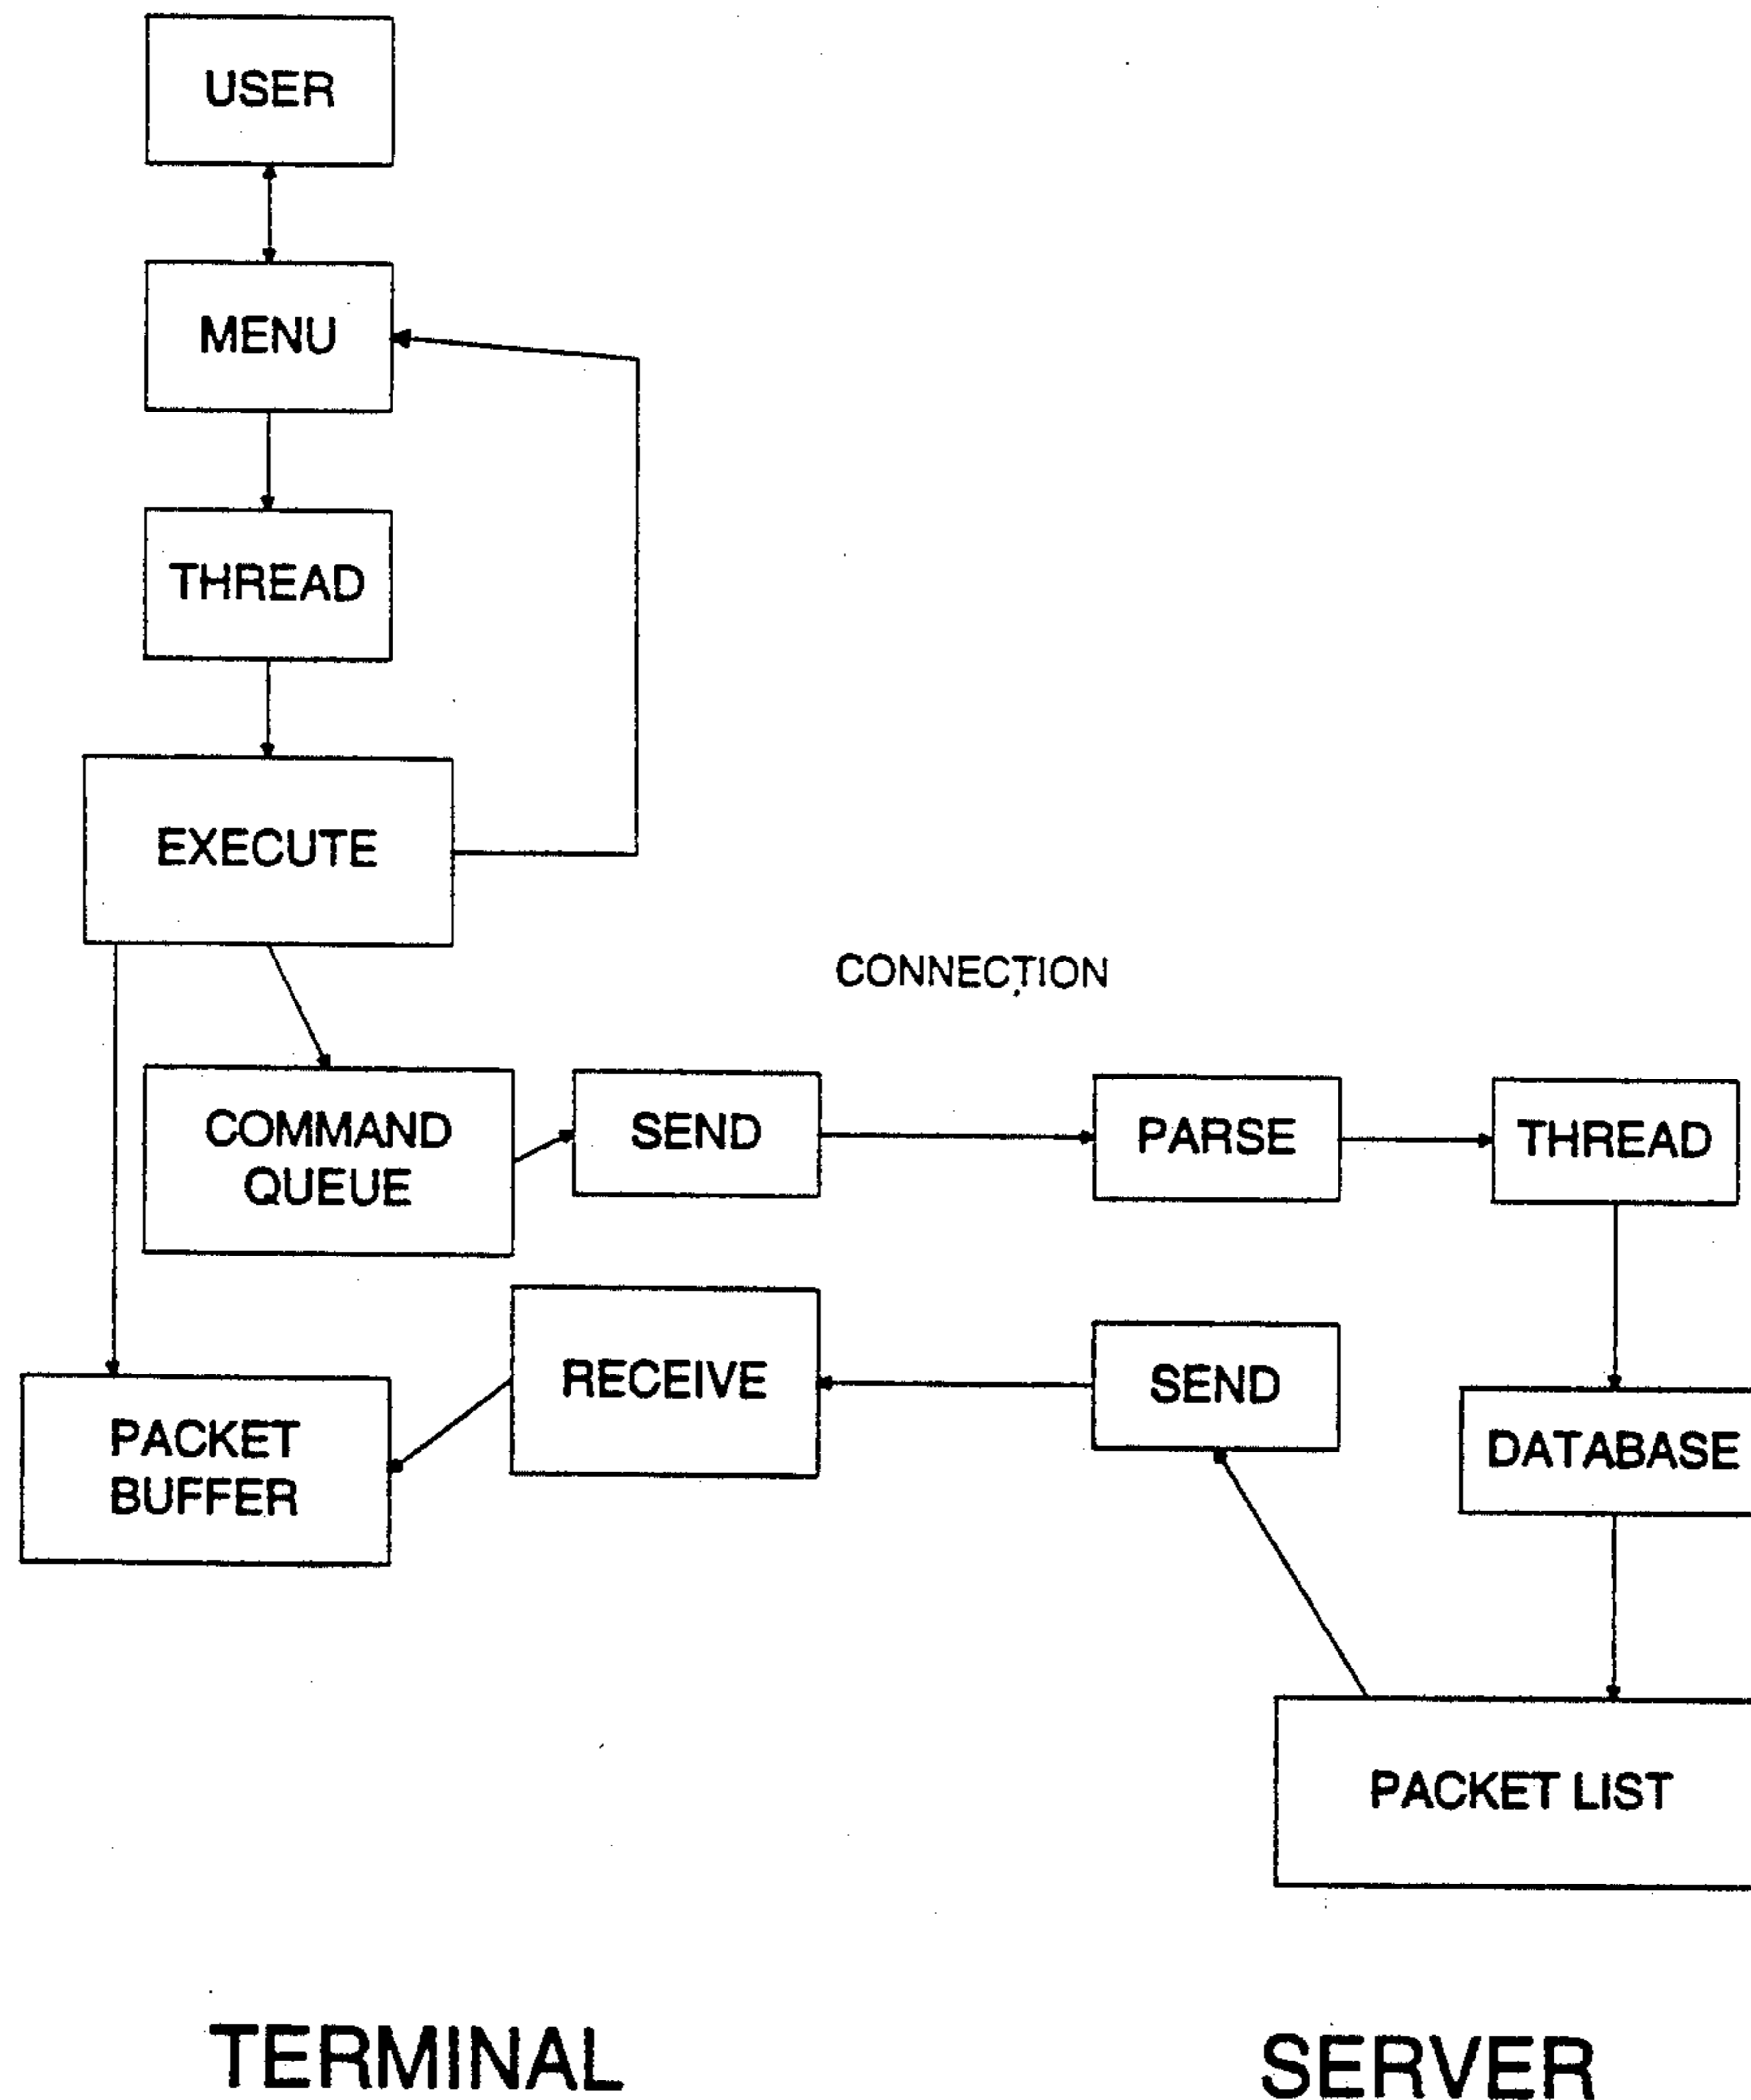 USER
MENU
THREAD
EXECUTE
CONNECTION
COMMAND
QUEUE
SEND
PARSE
THREAD
RECEIVE
SEND
PACKET
BUFFER
DATABASE
PACKET LIST
TERMINAL
SERVER